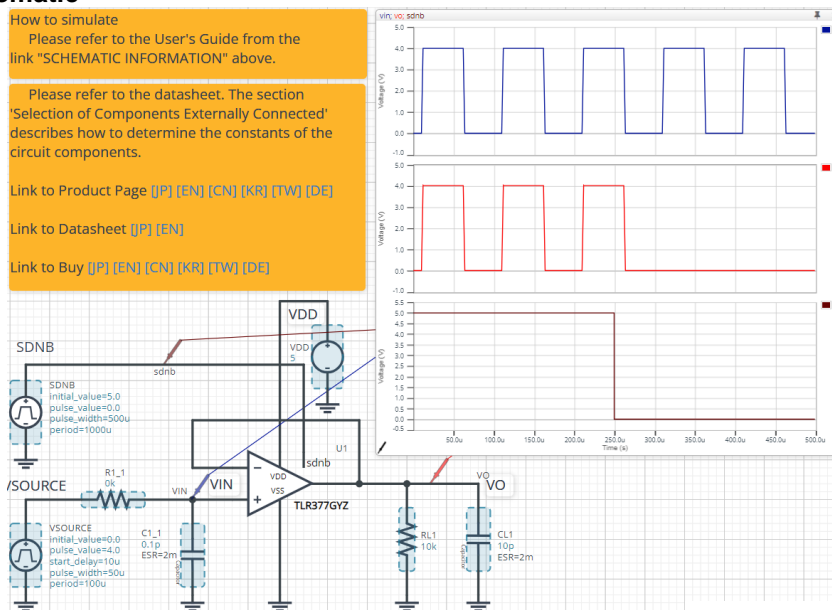 How to simulate
Please refer to the User's Guide from the
link "SCHEMATIC INFORMATION" above.
Please refer to the datasheet. The section
'Selection of Components Externally Connected'
describes how to determine the constants of the
circuit components.
Link to Product Page [JP] [EN] [CN] [KR] [TW] [DE]
Link to Datasheet [JP] [EN]
Link to Buy [JP] [EN] [CN] [KR] [TW] [DE]
vin; vo; sdnb
5.0
4.0
3.0
2.0
1.0
0.0
-1.0
Voltage (V)
5.0
4.0
3.0
2.0
1.0
0.0
-1.0
Voltage (V)
5.5
5.0
4.5
4.0
3.5
3.0
2.5
2.0
1.5
1.0
0.5
0.0
-0.5
Voltage (V)
50.0u 100.0u 150.0u 200.0u 250.0u 300.0u 350.0u 400.0u 450.0u 500.0u
Time (s)
VDD
VDD
5
SDNB
sdnb
SDNB
initial_value=5.0
pulse_value=0.0
pulse_width=500u
period=1000u
U1
sdnb
VDD
VSS
TLR377GYZ
VSOURCE
R1_1
0k
VIN
VIN
VO
VO
VSOURCE
initial_value=0.0
pulse_value=4.0
start_delay=10u
pulse_width=50u
period=100u
C1_1
0.1p
ESR=2m
RL1
10k
CL1
10p
ESR=2m